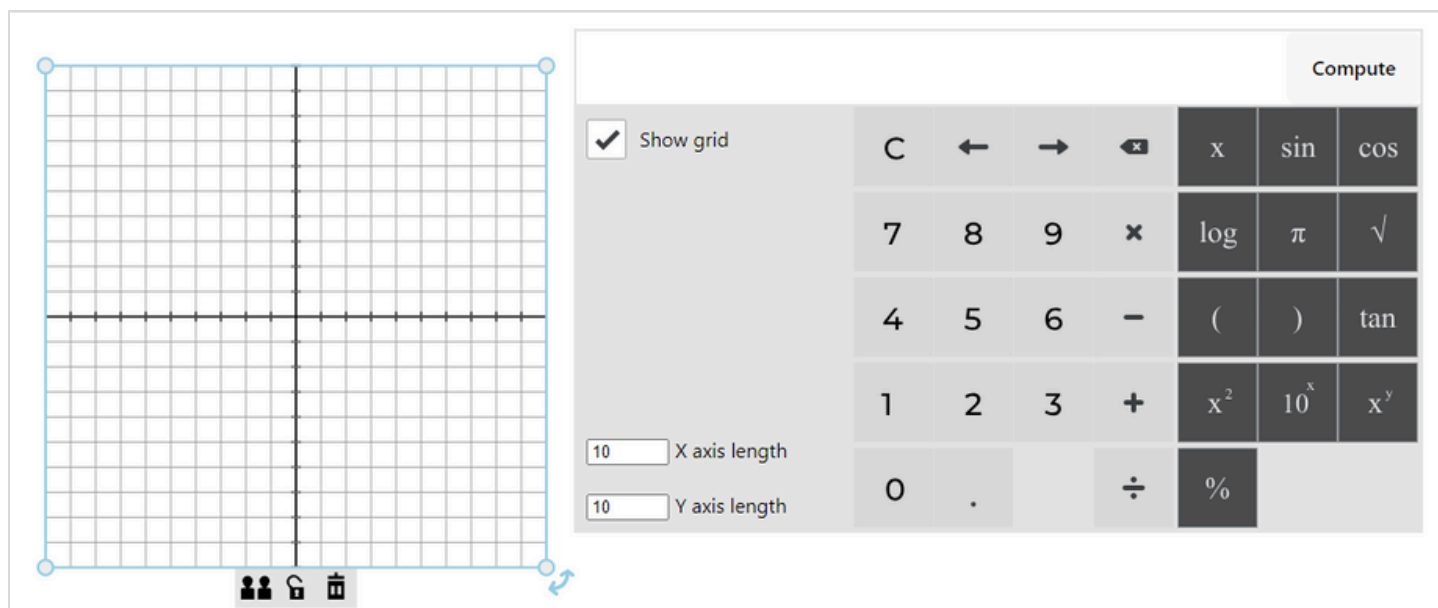 Compute
Show grid
C ← → x sin cos
7 8 9 × log π √
4 5 6 − ( ) tan
1 2 3 + x² 10ˣ xʸ
10 X axis length
0 . ÷ %
10 Y axis length